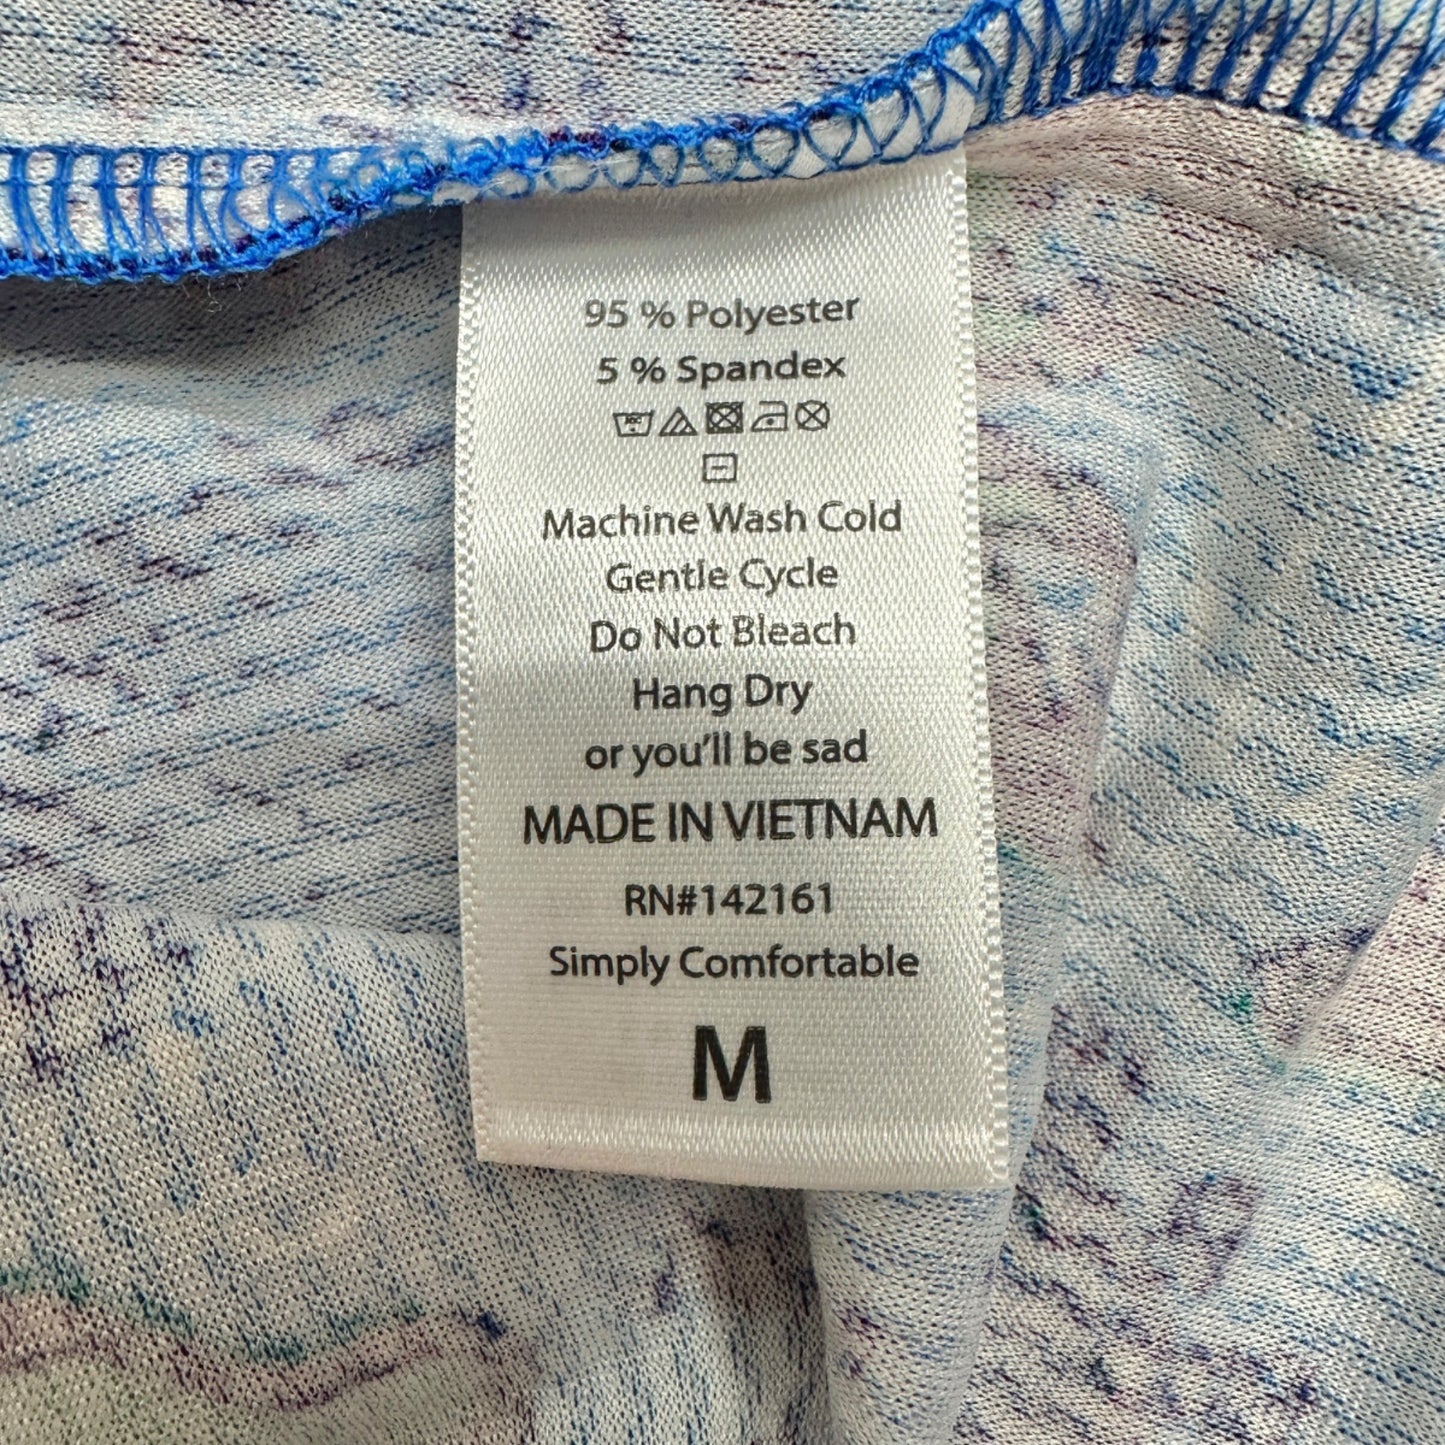 95 % Polyester
5 % Spandex
Machine Wash Cold
Gentle Cycle
Do Not Bleach
Hang Dry
or you'll be sad
MADE IN VIETNAM
RN#142161
Simply Comfortable
M